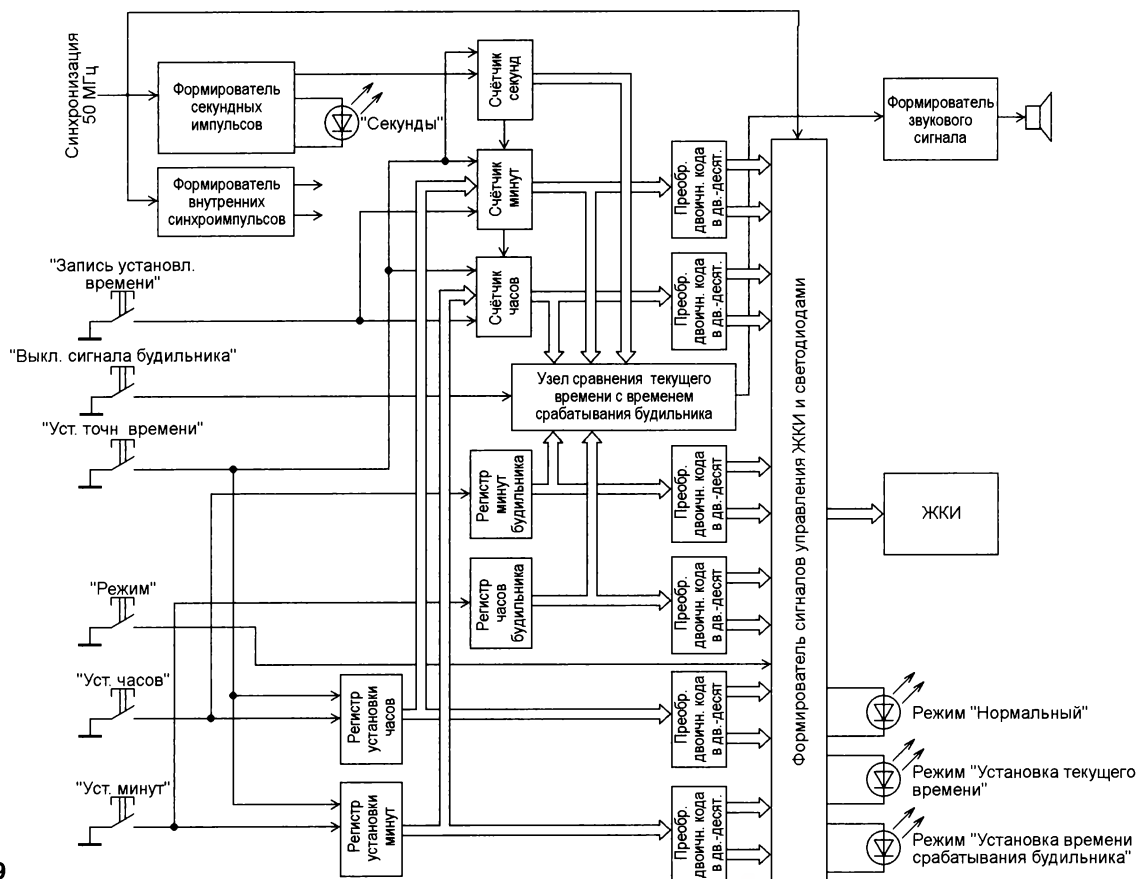 Синхронизация
50 МГц
Формирователь
секундных
импульсов
"Секунды"
Формирователь
внутренних
синхроимпульсов
Счётчик
секунд
Счётчик
минут
Счётчик
часов
Преобр.
двоичн. кода
в дв.-десят.
Преобр.
двоичн. кода
в дв.-десят.
Формирователь
звукового
сигнала
"Запись установл.
времени"
"Выкл. сигнала будильника"
"Уст. точн времени"
Узел сравнения текущего
времени с временем
срабатывания будильника
Регистр
минут
будильника
Преобр.
двоичн. кода
в дв.-десят
Регистр
часов
будильника
Преобр.
двоичн. кода
в дв.-десят.
Формирователь сигналов управления ЖКИ и светодиодами
ЖКИ
"Режим"
"Уст. часов"
Регистр
установки
часов
Преобр.
двоичн. кода
в дв.-десят
"Уст. минут"
Регистр
установки
минут
Преобр.
двоичн. кода
в дв.-десят.
Режим "Нормальный"
Режим "Установка текущего
времени"
Режим "Установка времени
срабатывания будильника"
9